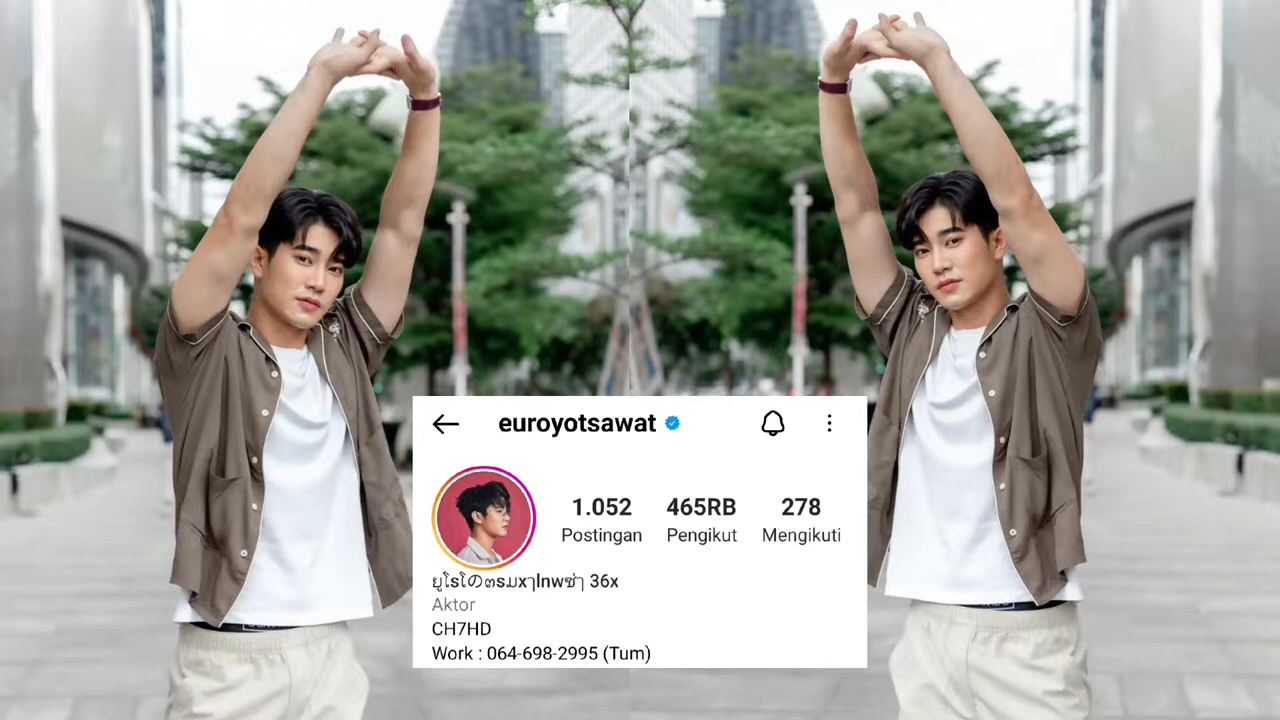 euroyotsawat
1.052 465RB 278
Postingan Pengikut Mengikuti
Aktor
CH7HD
Work : 064-698-2995 (Tum)